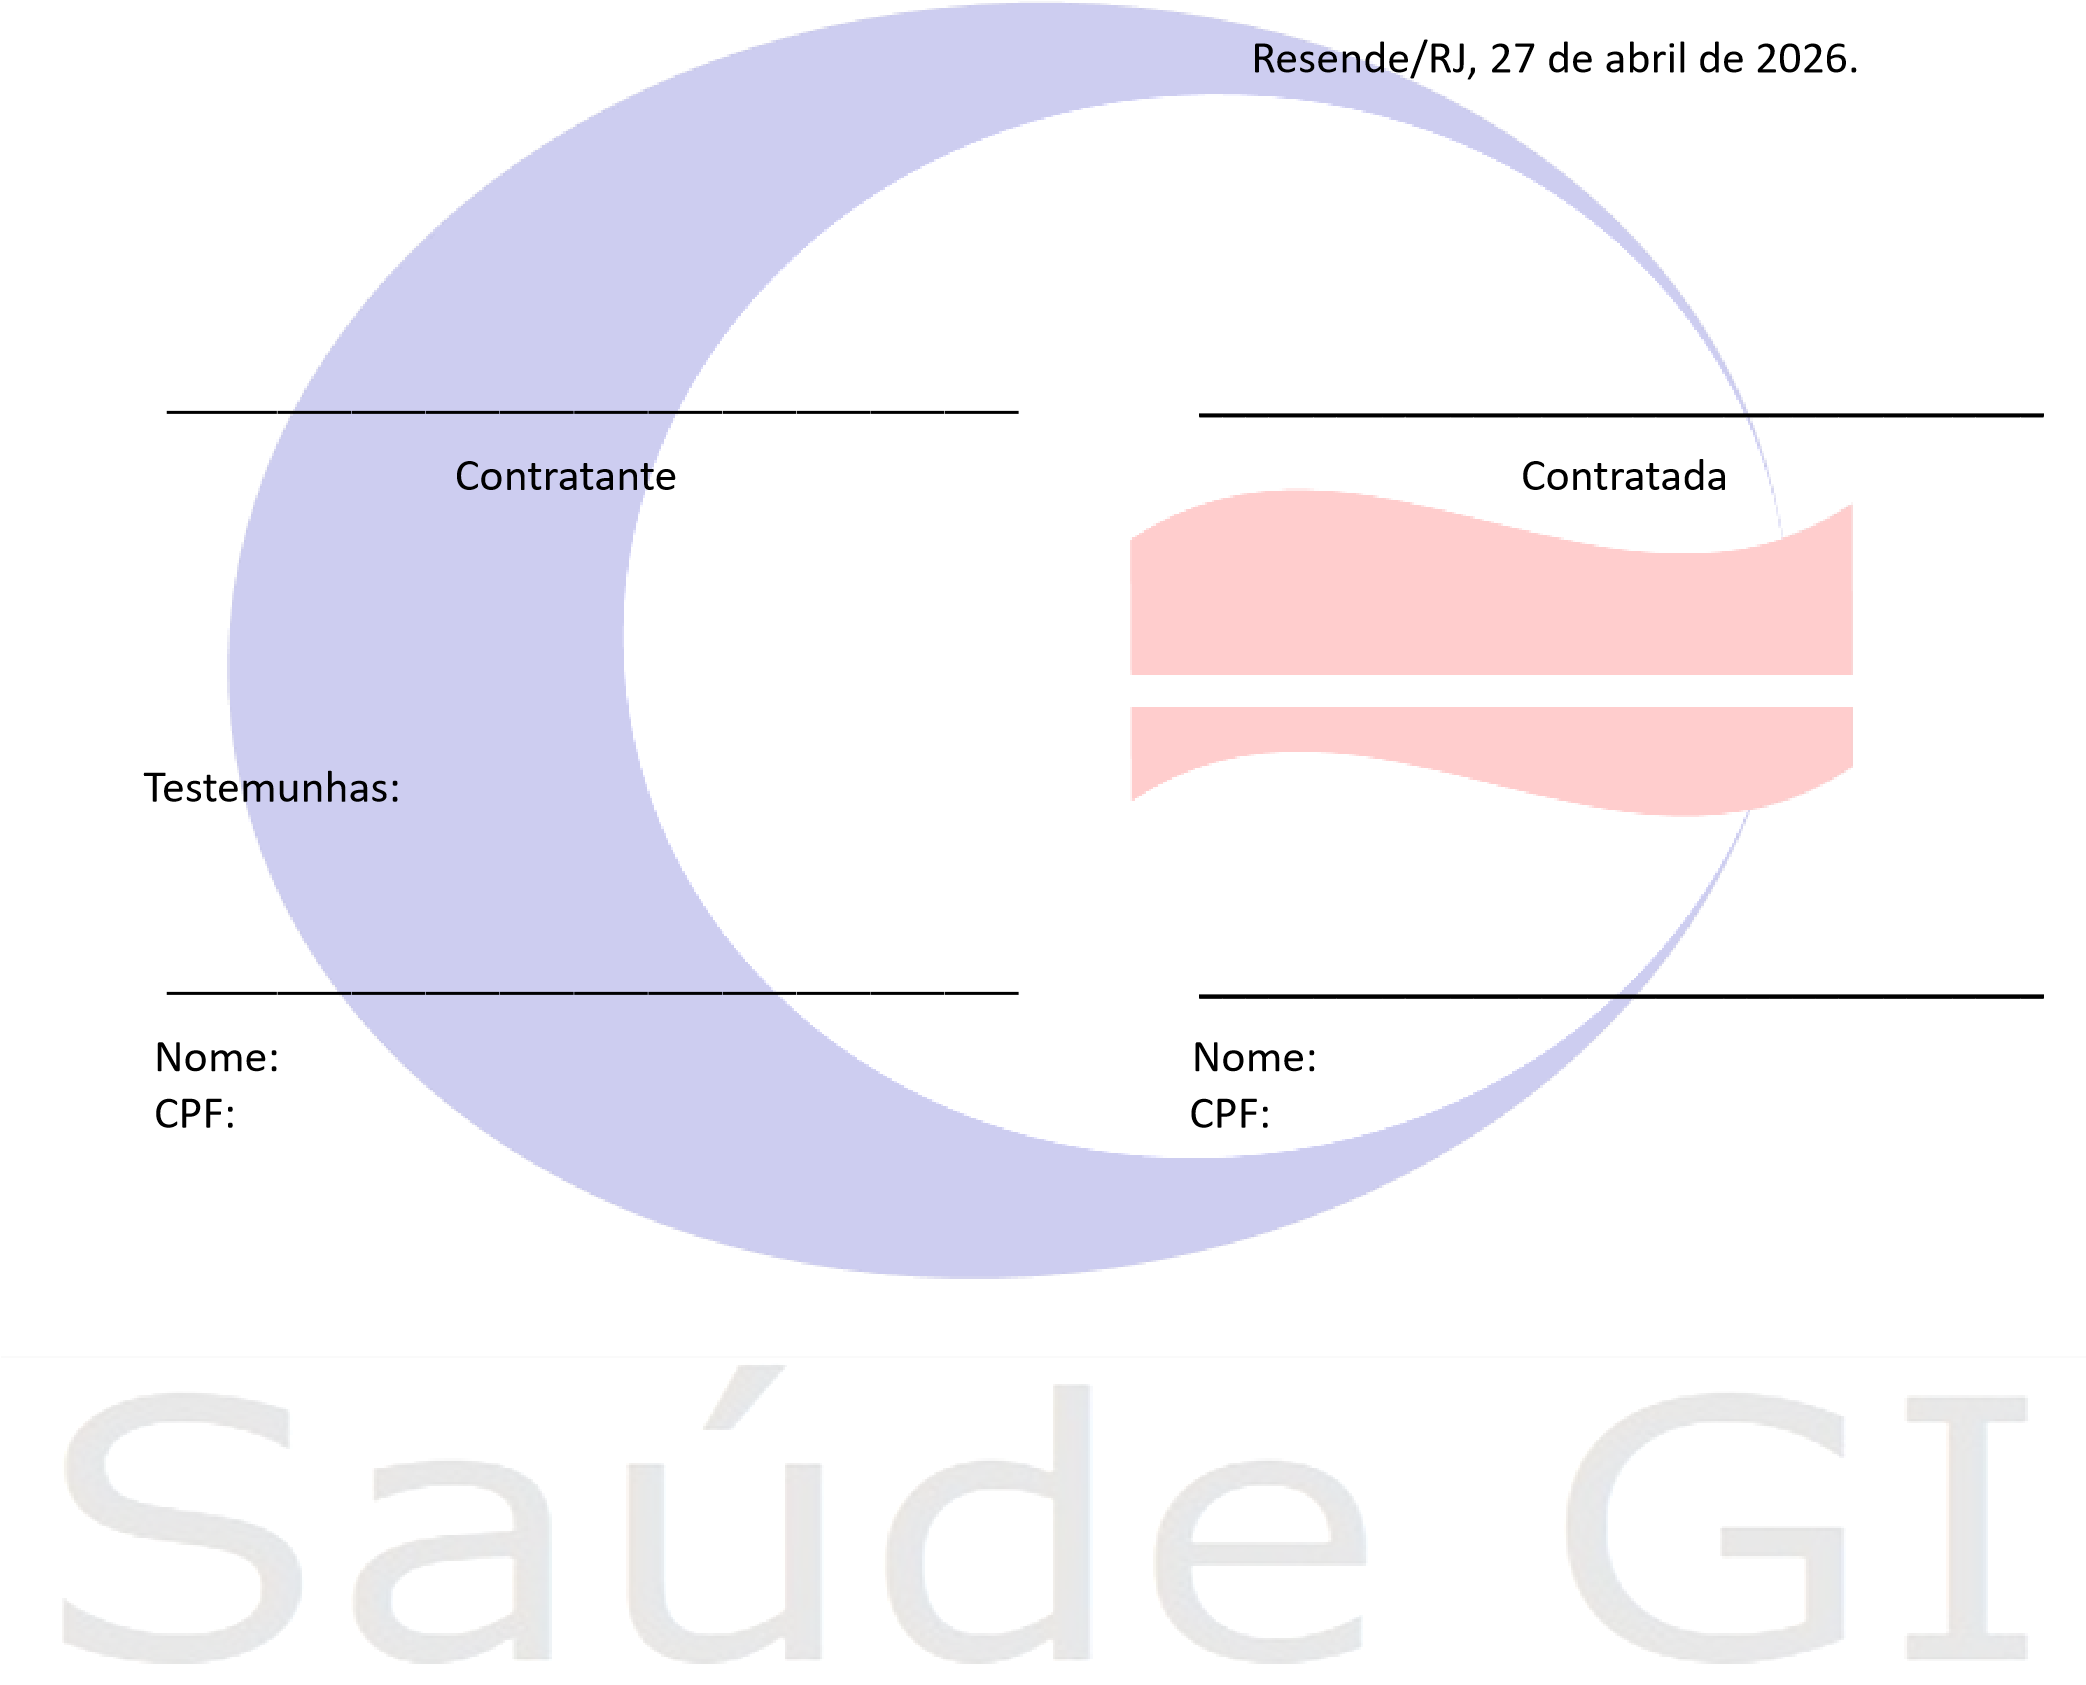 Resende/RJ, 27 de abril de 2026.
Contratante
Contratada
Testemunhas:
Nome:
CPF:
Nome:
CPF:
Saúde GI